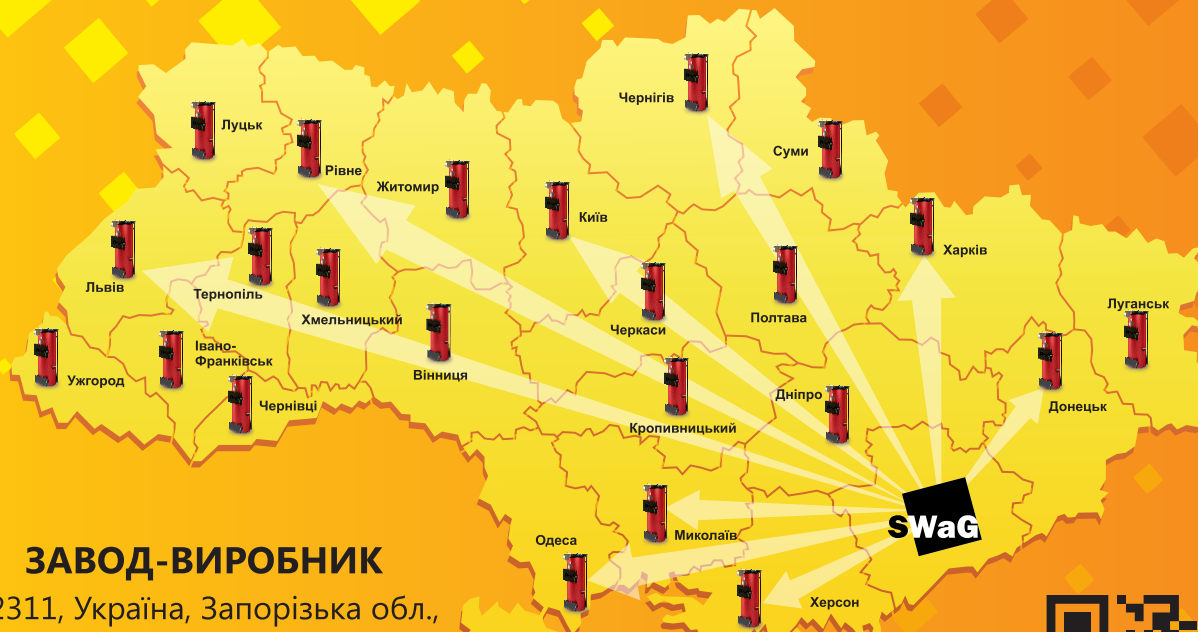 Чернігів
Луцьк
Суми
Рівне
Житомир
Київ
Харків
Львів
Тернопіль
Хмельницький
Черкаси
Полтава
Луганськ
Івано-
Франківськ
Ужгород
Вінниця
Чернівці
Дніпро
Донецьк
Кропивницький
SWaG
Миколаїв
Одеса
Херсон
ЗАВОД-ВИРОБНИК
2311, Україна, Запорізька обл.,